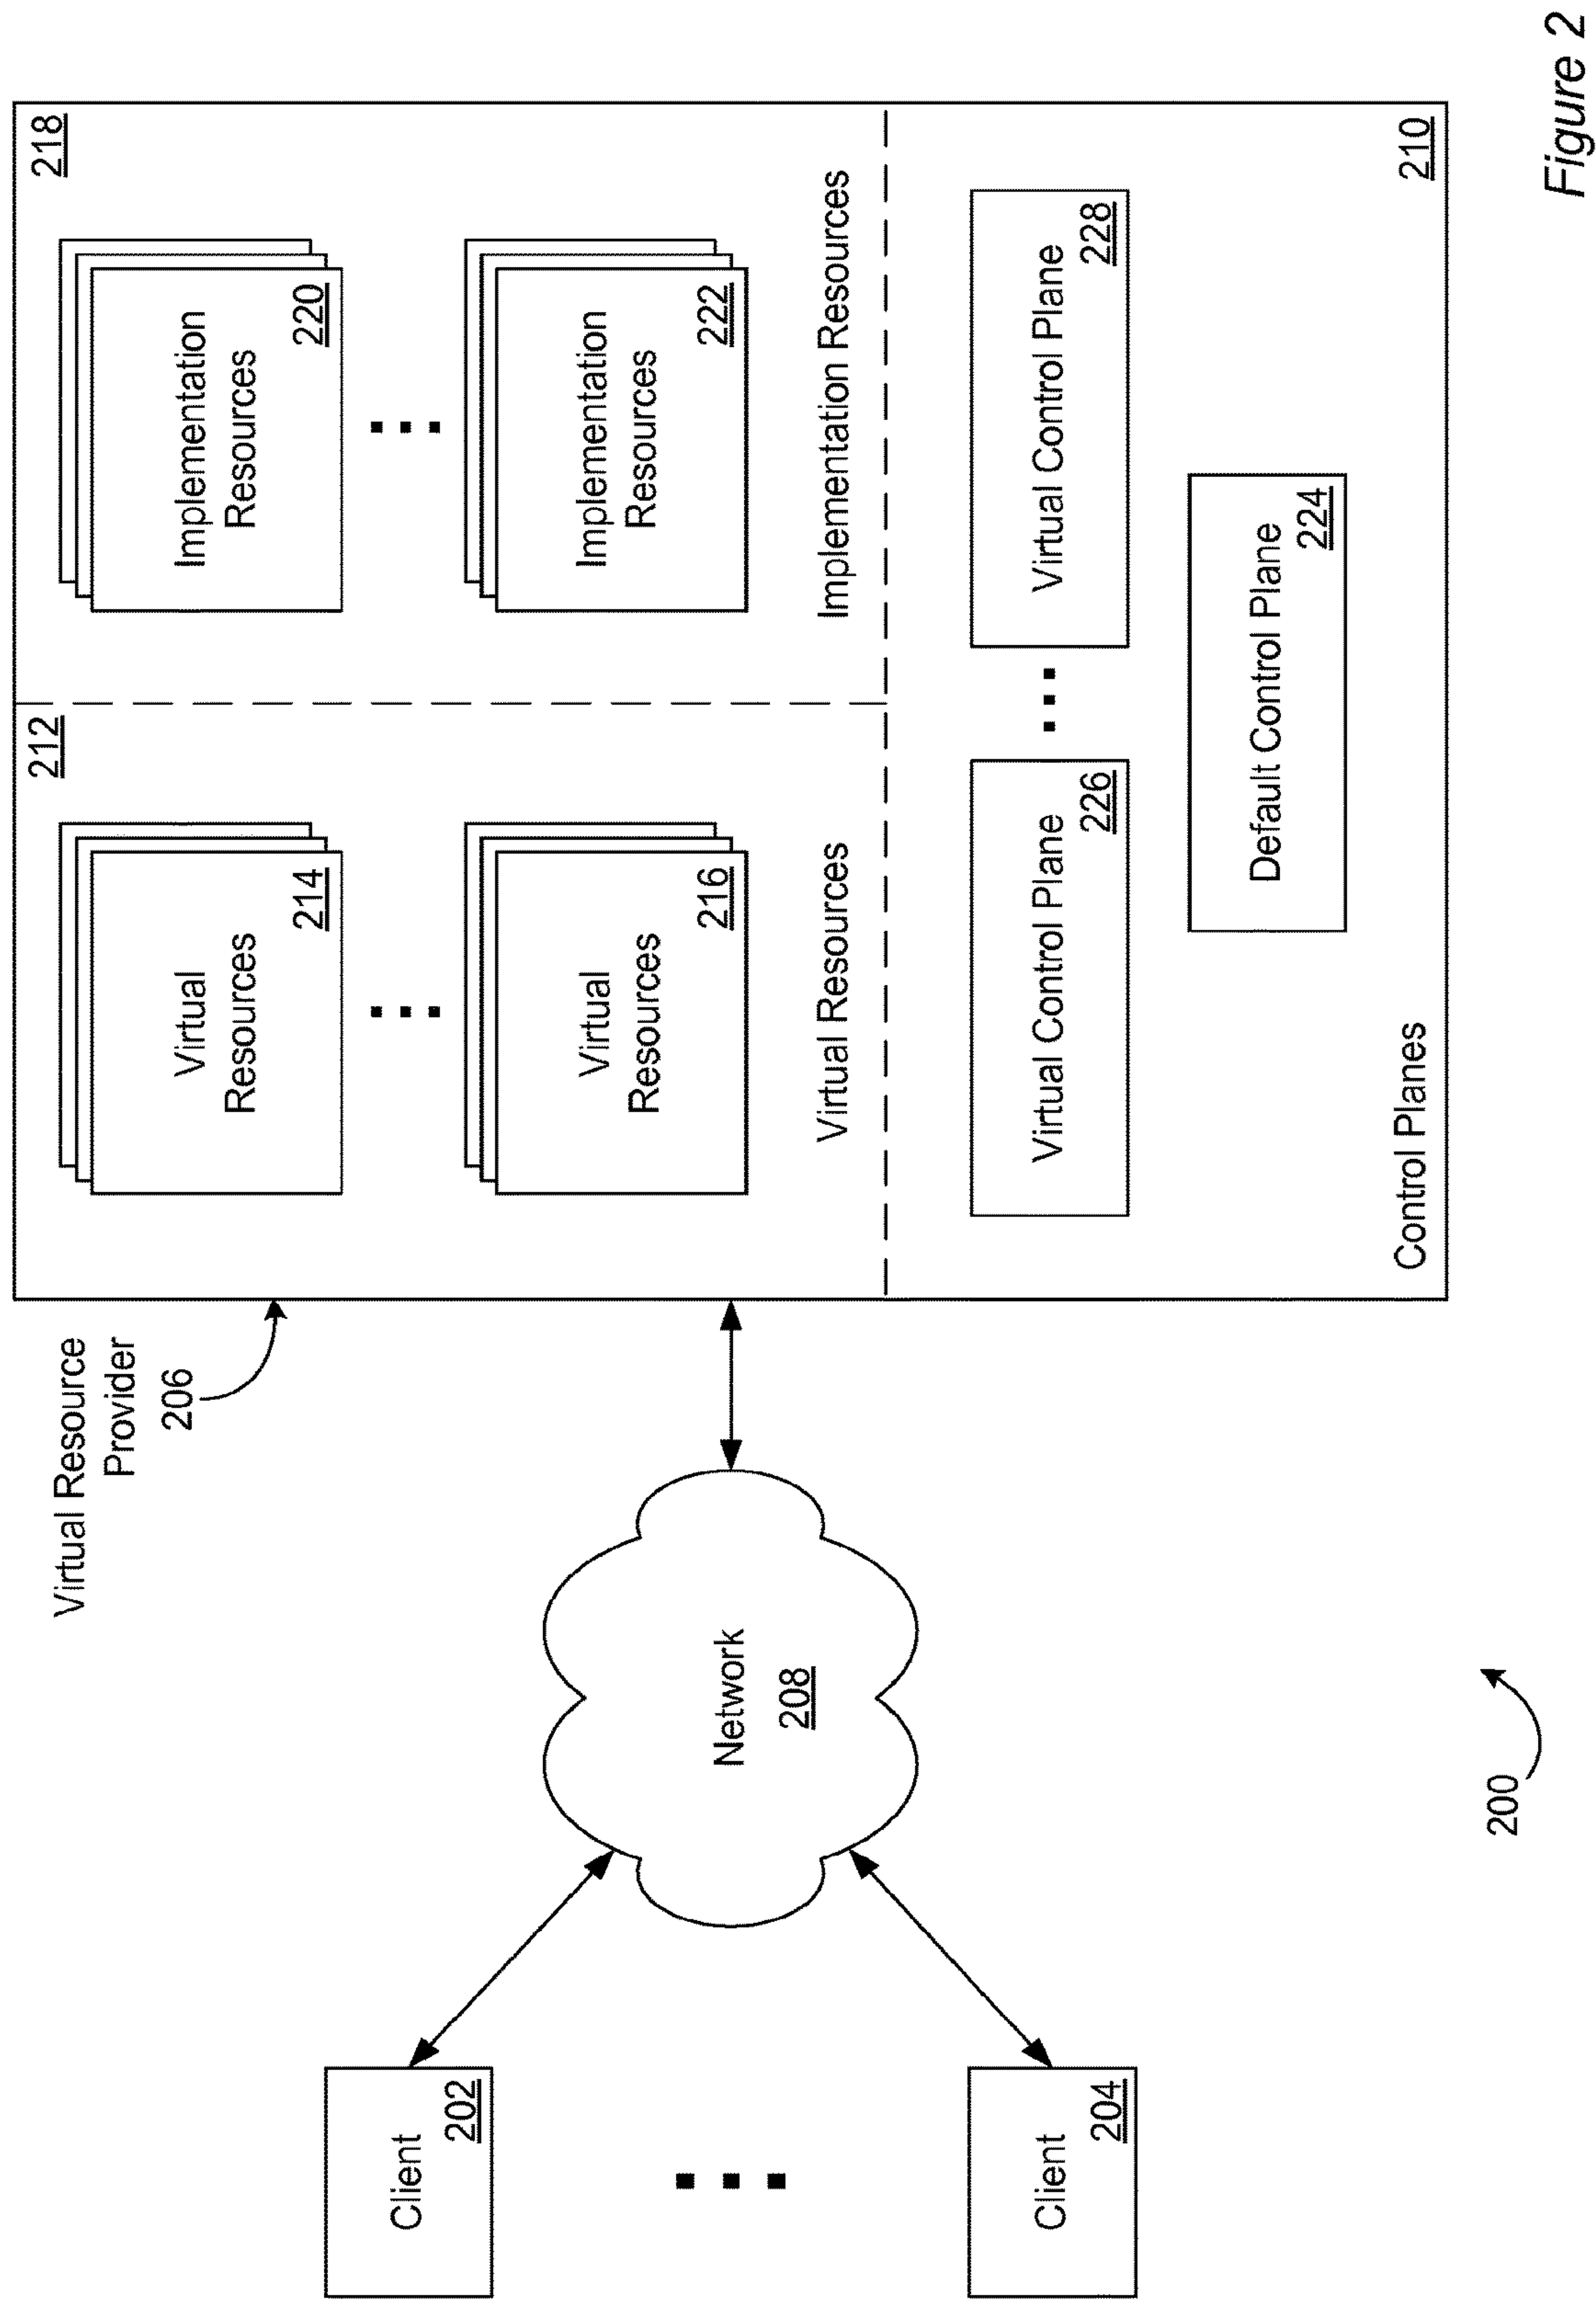 Virtual Resource
Provider
206
212
218
Virtual
Resources
214
Implementation
Resources
220
Virtual
Resources
216
Implementation
Resources
222
Virtual Resources
Implementation Resources
Virtual Control Plane
226
Virtual Control Plane
228
Default Control Plane
224
Control Planes
210
Client
202
Network
208
Client
204
200
Figure 2